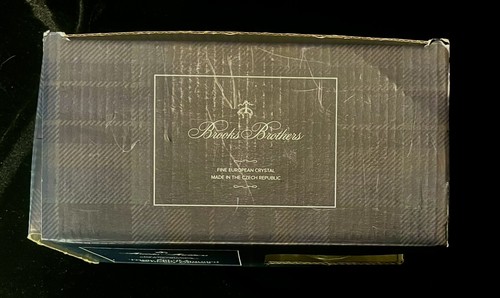 Brooks Brothers
FINE EUROPEAN CRYSTAL
MADE IN THE CZECH REPUBLIC